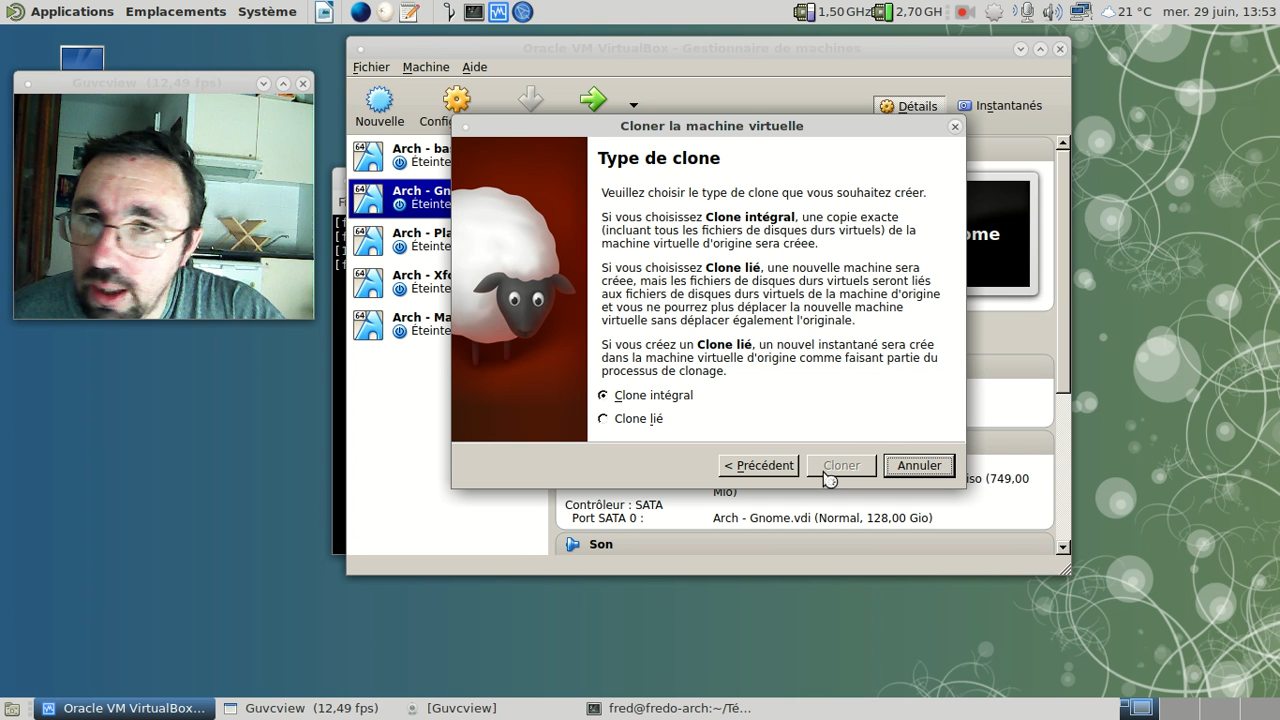 Applications Emplacements Système
1,50 GHz 2,70 GH
21 °C mer. 29 juin, 13:53
Guvcview (12,49 fps)
Oracle VM VirtualBox - Gestionnaire de machines
Fichier Machine Aide
Nouvelle
Détails Instantanés
Arch - 
Éteinte
Arch - 
Éteinte
Arch - 
Éteinte
Arch - 
Éteinte
Arch - 
Éteinte
Cloner la machine virtuelle
Type de clone
Veuillez choisir le type de clone que vous souhaitez créer.
Si vous choisissez Clone intégral, une copie exacte
(incluant tous les fichiers de disques durs virtuels) de la
machine virtuelle d'origine sera créee.
Si vous choisissez Clone lié, une nouvelle machine sera
créee, mais les fichiers de disques durs virtuels seront liés
aux fichiers de disques durs virtuels de la machine d'origine
et vous ne pourrez plus déplacer la nouvelle machine
virtuelle sans déplacer également l'originale.
Si vous créez un Clone lié, un nouvel instantané sera crée
dans la machine virtuelle d'origine comme faisant partie du
processus de clonage.
Clone intégral
Clone lié
< Précédent Cloner Annuler
iso (749,00
Mio)
Contrôleur : SATA
Port SATA 0 : Arch - Gnome.vdi (Normal, 128,00 Gio)
Son
Oracle VM VirtualBox... Guvcview (12,49 fps) [Guvcview] fred@fredo-arch:~/Té...